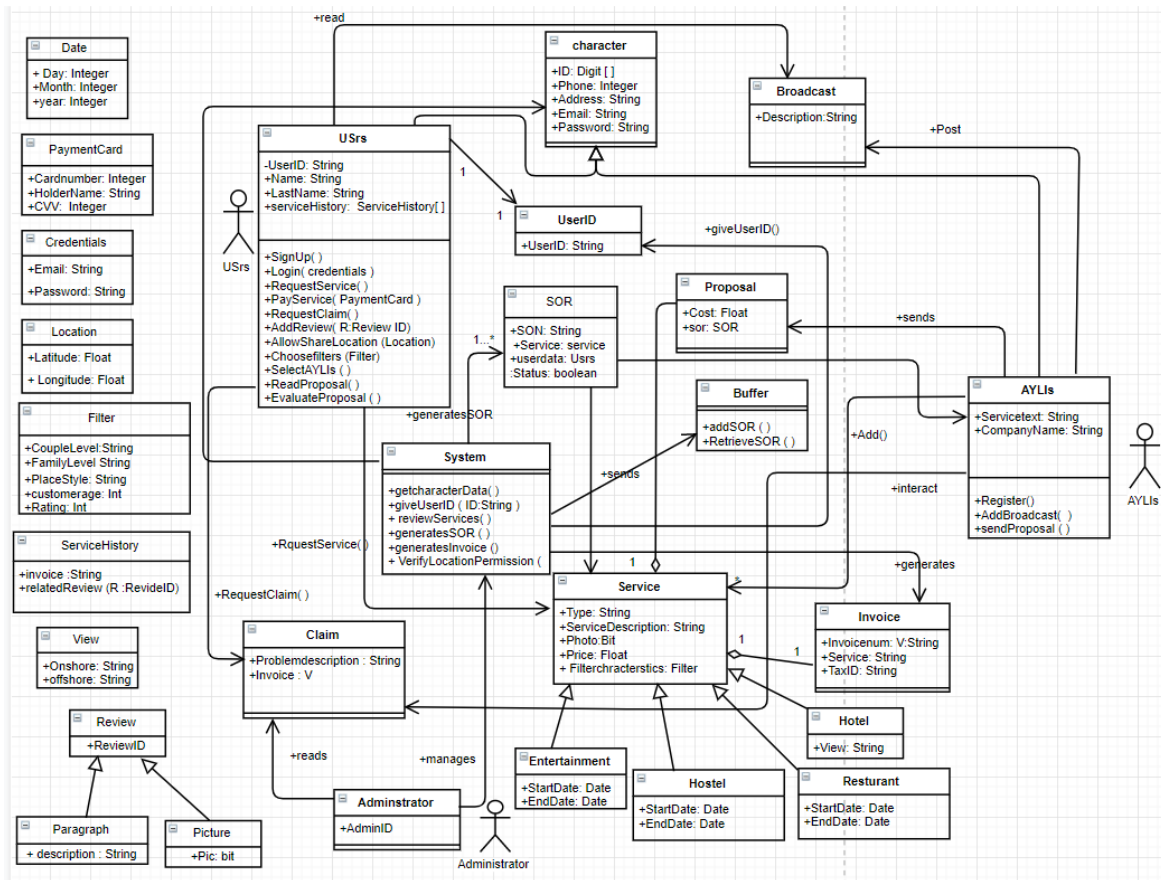 Date
+ Day: Integer
+Month: Integer
+year: Integer
PaymentCard
+Cardnumber: Integer
+HolderName: String
+CVV: Integer
Credentials
+Email: String
+Password: String
Location
+Latitude: Float
+ Longitude: Float
Filter
+CoupleLevel:String
+FamilyLevel String
+PlaceStyle: String
+customerage: Int
+Rating: Int
ServiceHistory
+invoice :String
+relatedReview (R :RevideID)
View
+Onshore: String
+offshore: String
Review
+ReviewID
Paragraph
+ description : String
Picture
+Pic: bit
+read
USrs
USrs
-UserID: String
+Name: String
+LastName: String
+serviceHistory: ServiceHistory[ ]
+SignUp( )
+Login( credentials )
+RequestService( )
+PayService( PaymentCard )
+RequestClaim( )
+AddReview( R:Review ID)
+AllowShareLocation (Location)
+Choosefilters (Filter)
+SelectAYLIs ( )
+ReadProposal( )
+EvaluateProposal ( )
character
+ID: Digit [ ]
+Phone: Integer
+Address: String
+Email: String
+Password: String
Broadcast
+Description:String
+Post
1
1
UserID
+UserID: String
+giveUserID()
SOR
+SON: String
+Service: service
+userdata: Usrs
:Status: boolean
1...*
+generatesSOR
Proposal
+Cost: Float
+sor: SOR
+sends
Buffer
+addSOR ( )
+RetrieveSOR ( )
+Add()
+interact
AYLIs
+Servicetext: String
+CompanyName: String
+Register()
+AddBroadcast( )
+sendProposal ( )
AYLIs
System
+getcharacterData( )
+giveUserID ( ID:String )
+ reviewServices( )
+generatesSOR ( )
+generatesInvoice ()
+ VerifyLocationPermission (
+sends
+RquestService( )
+RequestClaim( )
+generates
1
*
1
1
Service
+Type: String
+ServiceDescription: String
+Photo:Bit
+Price: Float
+ Filterchracterstics: Filter
Invoice
+Invoicenum: V:String
+Service: String
+TaxID: String
Claim
+Problemdescription : String
+Invoice : V
+reads
+manages
Adminstrator
+AdminID
Administrator
Entertainment
+StartDate: Date
+EndDate: Date
Hostel
+StartDate: Date
+EndDate: Date
Hotel
+View: String
Resturant
+StartDate: Date
+EndDate: Date